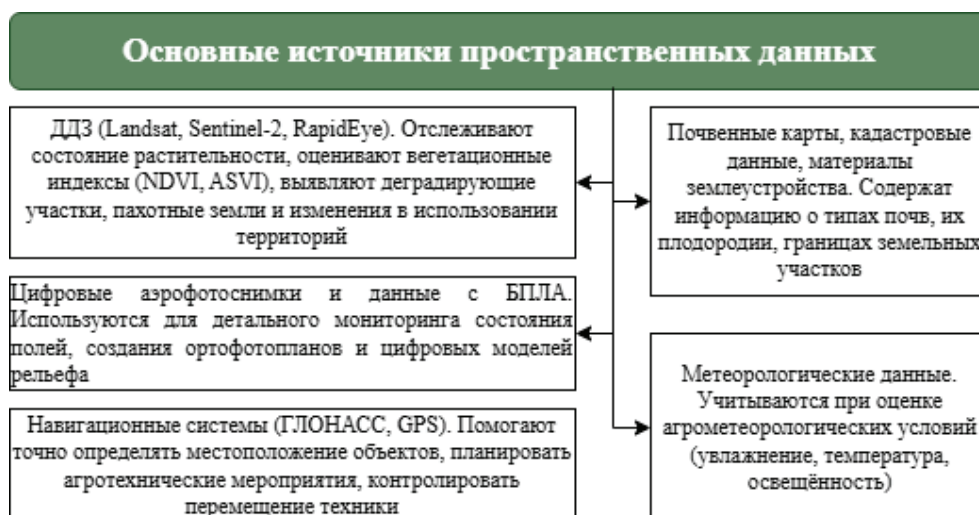 Основные источники пространственных данных
ДДЗ (Landsat, Sentinel-2, RapidEye). Отслеживают
состояние растительности, оценивают вегетационные
индексы (NDVI, ASVI), выявляют деградирующие
участки, пахотные земли и изменения в использовании
территорий
Цифровые аэрофотоснимки и данные с БПЛА.
Используются для детального мониторинга состояния
полей, создания ортофотопланов и цифровых моделей
рельефа
Навигационные системы (ГЛОНАСС, GPS). Помогают
точно определять местоположение объектов, планировать
агротехнические мероприятия, контролировать
перемещение техники
Почвенные карты, кадастровые
данные, материалы
землеустройства. Содержат
информацию о типах почв, их
плодородии, границах земельных
участков
Метеорологические данные.
Учитываются при оценке
агрометеорологических условий
(увлажнение, температура,
освещённость)